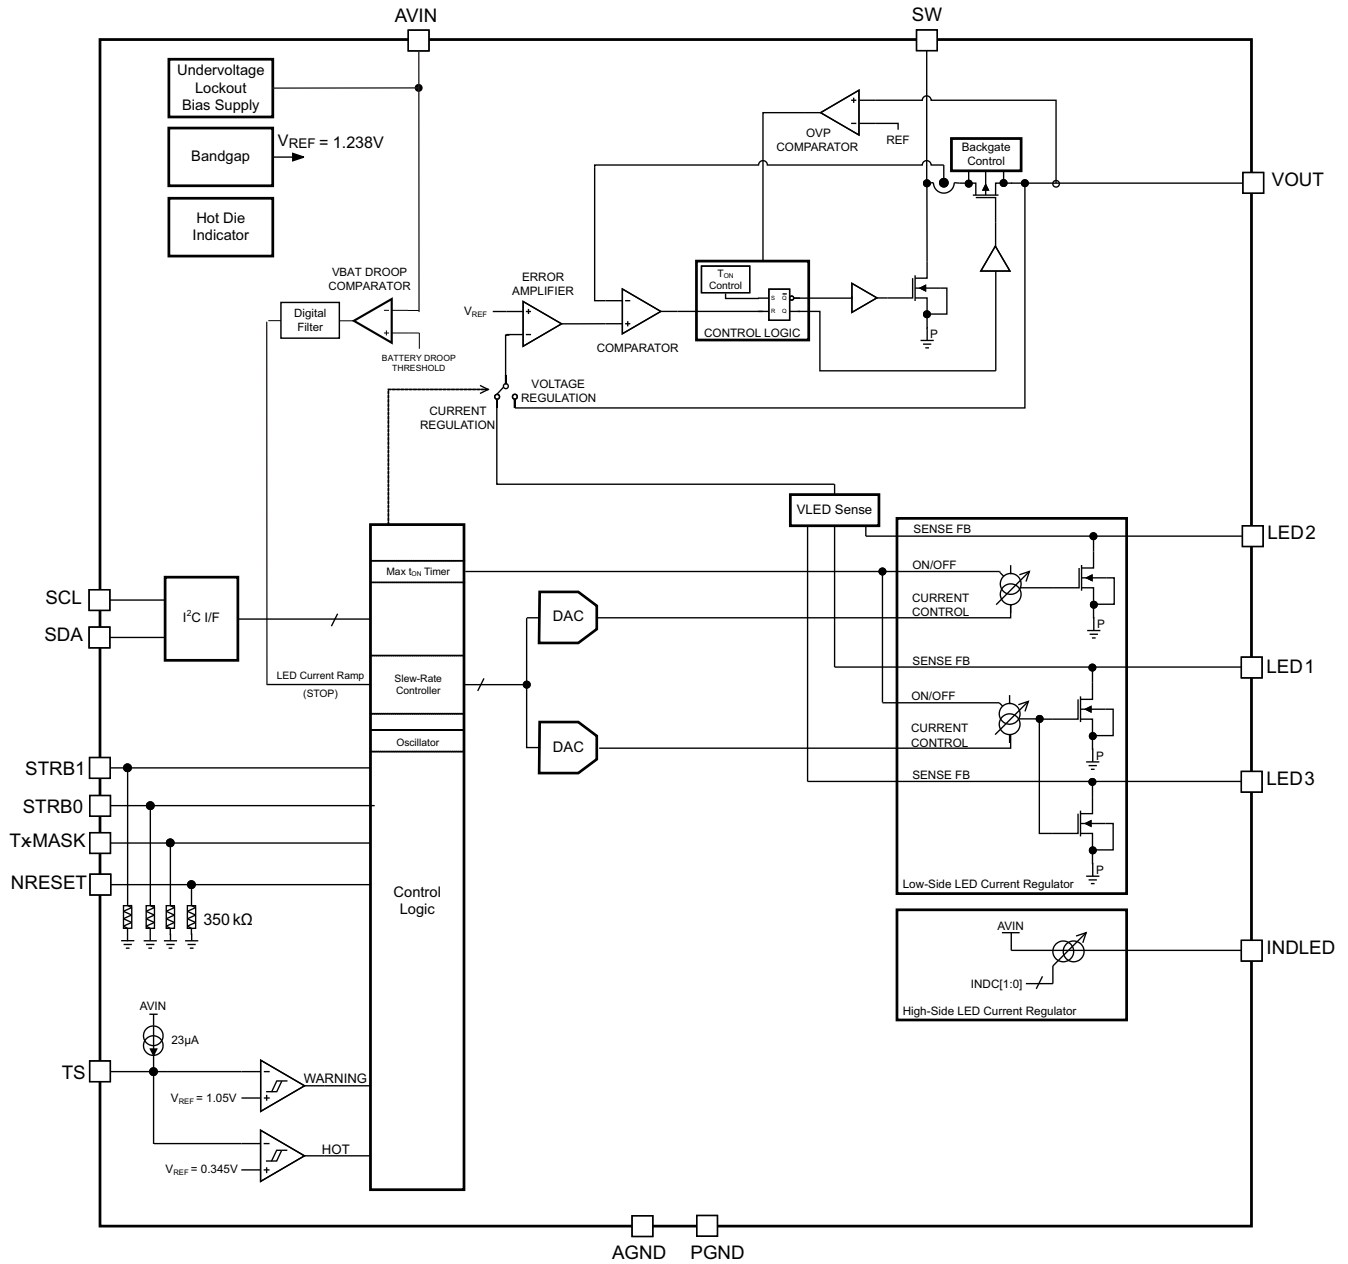 AVIN
SW
Undervoltage
Lockout
Bias Supply
Bandgap
VREF = 1.238V
Hot Die
Indicator
OVP
COMPARATOR
+
−
REF
Backgate
Control
VOUT
VBAT DROOP
COMPARATOR
Digital
Filter
−
+
BATTERY DROOP
THRESHOLD
ERROR
AMPLIFIER
VREF
+
−
−
+
COMPARATOR
TON
Control
S Q
R Q
CONTROL LOGIC
P
VOLTAGE
REGULATION
CURRENT
REGULATION
VLED Sense
SENSE FB
LED2
Max tON Timer
ON/OFF
CURRENT
CONTROL
P
SCL
SDA
I2C I/F
DAC
LED Current Ramp
(STOP)
Slew-Rate
Controller
SENSE FB
LED1
ON/OFF
CURRENT
CONTROL
P
Oscillator
DAC
STRB1
STRB0
Tx-MASK
NRESET
350 kΩ
SENSE FB
LED3
P
Low-Side LED Current Regulator
Control
Logic
AVIN
INDC[1:0]
INDLED
High-Side LED Current Regulator
AVIN
23µA
TS
−
VREF = 1.05V
+
WARNING
−
VREF = 0.345V
+
HOT
AGND
PGND